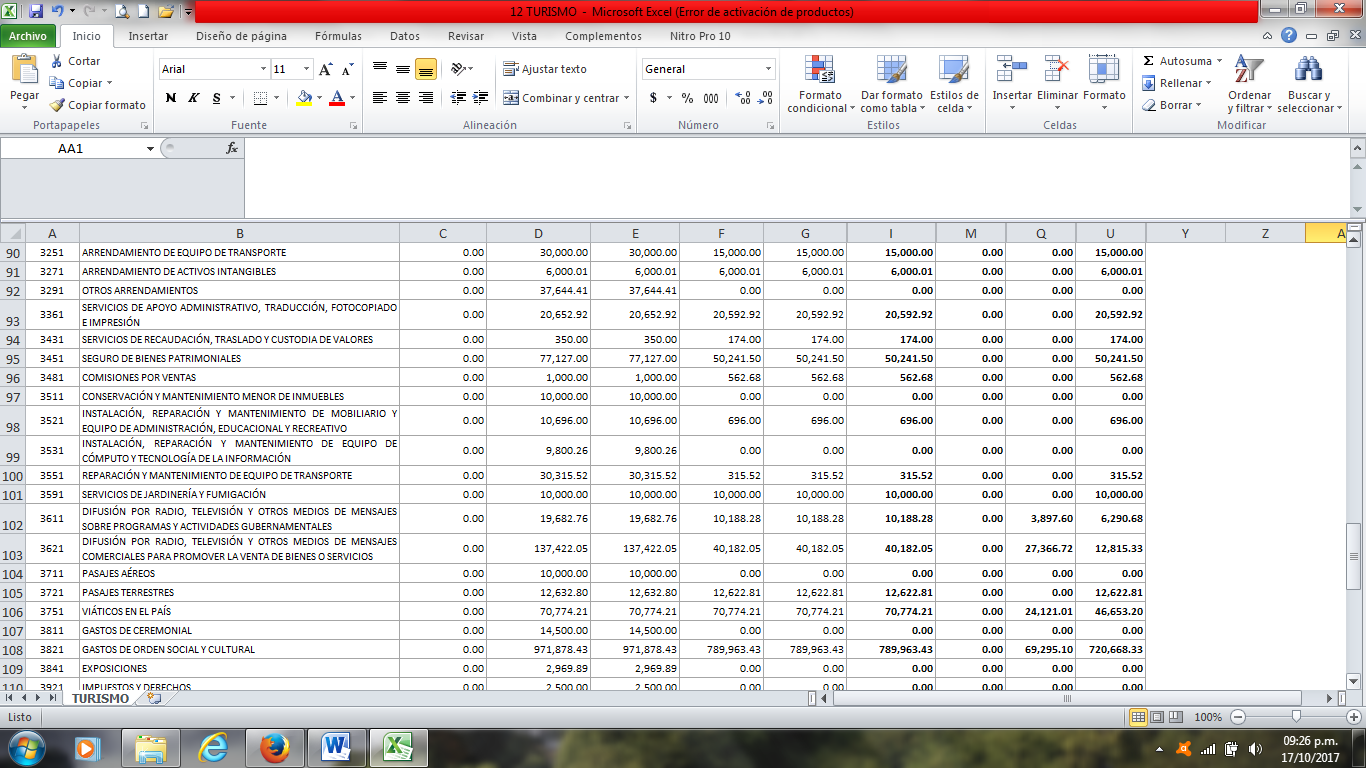 12 TURISMO - Microsoft Excel (Error de activación de productos)
Archivo Inicio Insertar Diseño de página Fórmulas Datos Revisar Vista Complementos Nitro Pro 10
Pegar
Cortar
Copiar
Copiar formato
Portapapeles
Arial 11
N K S
Fuente
Ajustar texto
Combinar y centrar
Alineación
General
$ % 000
Número
Formato condicional
Dar formato como tabla
Estilos de celda
Estilos
Insertar Eliminar Formato
Celdas
Σ Autosuma
Rellenar
Borrar
Ordenar y filtrar
Buscar y seleccionar
Modificar
AA1 fx
A B C D E F G I M Q U Y Z A
90 3251 ARRENDAMIENTO DE EQUIPO DE TRANSPORTE 0.00 30,000.00 30,000.00 15,000.00 15,000.00 15,000.00 0.00 0.00 15,000.00
91 3271 ARRENDAMIENTO DE ACTIVOS INTANGIBLES 0.00 6,000.01 6,000.01 6,000.01 6,000.01 6,000.01 0.00 0.00 6,000.01
92 3291 OTROS ARRENDAMIENTOS 0.00 37,644.41 37,644.41 0.00 0.00 0.00 0.00 0.00 0.00
93 3361 SERVICIOS DE APOYO ADMINISTRATIVO, TRADUCCIÓN, FOTOCOPIADO
E IMPRESIÓN 0.00 20,652.92 20,652.92 20,592.92 20,592.92 20,592.92 0.00 0.00 20,592.92
94 3431 SERVICIOS DE RECAUDACIÓN, TRASLADO Y CUSTODIA DE VALORES 0.00 350.00 350.00 174.00 174.00 174.00 0.00 0.00 174.00
95 3451 SEGURO DE BIENES PATRIMONIALES 0.00 77,127.00 77,127.00 50,241.50 50,241.50 50,241.50 0.00 0.00 50,241.50
96 3481 COMISIONES POR VENTAS 0.00 1,000.00 1,000.00 562.68 562.68 562.68 0.00 0.00 562.68
97 3511 CONSERVACIÓN Y MANTENIMIENTO MENOR DE INMUEBLES 0.00 10,000.00 10,000.00 0.00 0.00 0.00 0.00 0.00 0.00
98 3521 INSTALACIÓN, REPARACIÓN Y MANTENIMIENTO DE MOBILIARIO Y
EQUIPO DE ADMINISTRACIÓN, EDUCACIONAL Y RECREATIVO 0.00 10,696.00 10,696.00 696.00 696.00 696.00 0.00 0.00 696.00
99 3531 INSTALACIÓN, REPARACIÓN Y MANTENIMIENTO DE EQUIPO DE
CÓMPUTO Y TECNOLOGÍA DE LA INFORMACIÓN 0.00 9,800.26 9,800.26 0.00 0.00 0.00 0.00 0.00 0.00
100 3551 REPARACIÓN Y MANTENIMIENTO DE EQUIPO DE TRANSPORTE 0.00 30,315.52 30,315.52 315.52 315.52 315.52 0.00 0.00 315.52
101 3591 SERVICIOS DE JARDINERÍA Y FUMIGACIÓN 0.00 10,000.00 10,000.00 10,000.00 10,000.00 10,000.00 0.00 0.00 10,000.00
102 3611 DIFUSIÓN POR RADIO, TELEVISIÓN Y OTROS MEDIOS DE MENSAJES
SOBRE PROGRAMAS Y ACTIVIDADES GUBERNAMENTALES 0.00 19,682.76 19,682.76 10,188.28 10,188.28 10,188.28 0.00 3,897.60 6,290.68
103 3621 DIFUSIÓN POR RADIO, TELEVISIÓN Y OTROS MEDIOS DE MENSAJES
COMERCIALES PARA PROMOVER LA VENTA DE BIENES O SERVICIOS 0.00 137,422.05 137,422.05 40,182.05 40,182.05 40,182.05 0.00 27,366.72 12,815.33
104 3711 PASAJES AÉREOS 0.00 10,000.00 10,000.00 0.00 0.00 0.00 0.00 0.00 0.00
105 3721 PASAJES TERRESTRES 0.00 12,632.80 12,632.80 12,622.81 12,622.81 12,622.81 0.00 0.00 12,622.81
106 3751 VIÁTICOS EN EL PAÍS 0.00 70,774.21 70,774.21 70,774.21 70,774.21 70,774.21 0.00 24,121.01 46,653.20
107 3811 GASTOS DE CEREMONIAL 0.00 14,500.00 14,500.00 0.00 0.00 0.00 0.00 0.00 0.00
108 3821 GASTOS DE ORDEN SOCIAL Y CULTURAL 0.00 971,878.43 971,878.43 789,963.43 789,963.43 789,963.43 0.00 69,295.10 720,668.33
109 3841 EXPOSICIONES 0.00 2,969.89 2,969.89 0.00 0.00 0.00 0.00 0.00 0.00
110 3921 IMPUESTOS Y DERECHOS 0.00 2,500.00 2,500.00 0.00 0.00 0.00 0.00 0.00 0.00
TURISMO
Listo 100%
09:26 p.m.
17/10/2017